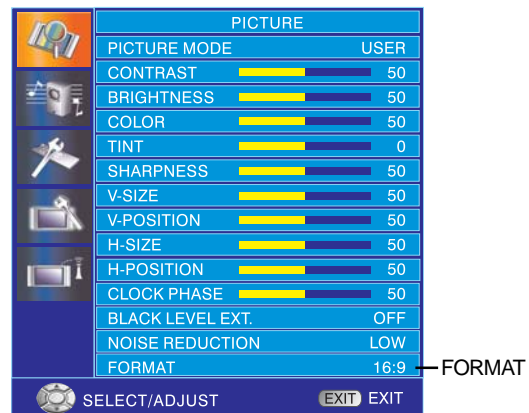 PICTURE
PICTURE MODE USER
CONTRAST 50
BRIGHTNESS 50
COLOR 50
TINT 0
SHARPNESS 50
V-SIZE 50
V-POSITION 50
H-SIZE 50
H-POSITION 50
CLOCK PHASE 50
BLACK LEVEL EXT. OFF
NOISE REDUCTION LOW
FORMAT 16:9 FORMAT
SELECT/ADJUST EXIT EXIT